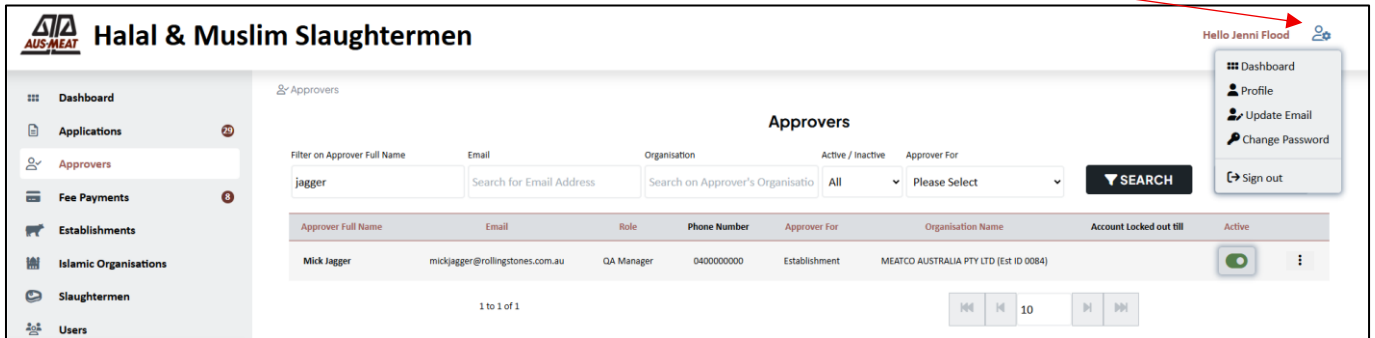 AUS-MEAT
Halal & Muslim Slaughtermen
Hello Jenni Flood
Dashboard
Profile
Update Email
Change Password
Sign out
Dashboard
Applications 29
Approvers
Fee Payments 8
Establishments
Islamic Organisations
Slaughtermen
Users
Approvers
Approvers
Filter on Approver Full Name Email Organisation Active / Inactive Approver For
jagger Search for Email Address Search on Approver's Organisatio All Please Select SEARCH
Approver Full Name Email Role Phone Number Approver For Organisation Name Account Locked out till Active
Mick Jagger mickjagger@rollingstones.com.au QA Manager 0400000000 Establishment MEATCO AUSTRALIA PTY LTD (Est ID 0084)
1 to 1 of 1 10